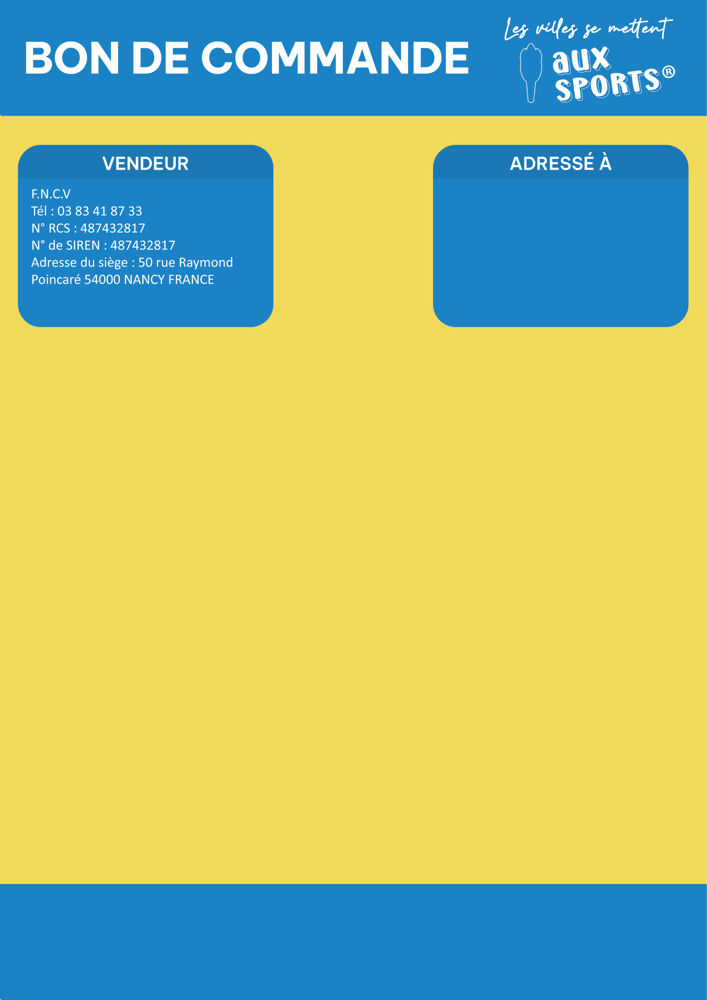 BON DE COMMANDE
Les villes se mettent
aux
SPORTS®
VENDEUR
F.N.C.V
Tél : 03 83 41 87 33
N° RCS : 487432817
N° de SIREN : 487432817
Adresse du siège : 50 rue Raymond
Poincaré 54000 NANCY FRANCE
ADRESSÉ À